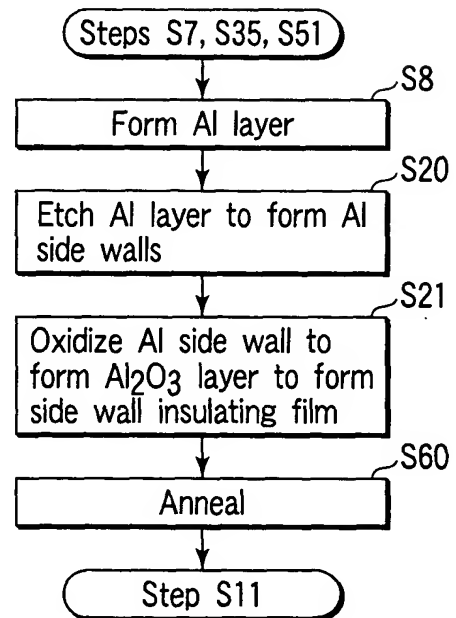 Steps S7, S35, S51
S8
Form Al layer
S20
Etch Al layer to form Al
side walls
S21
Oxidize Al side wall to
form Al2O3 layer to form
side wall insulating film
S60
Anneal
Step S11